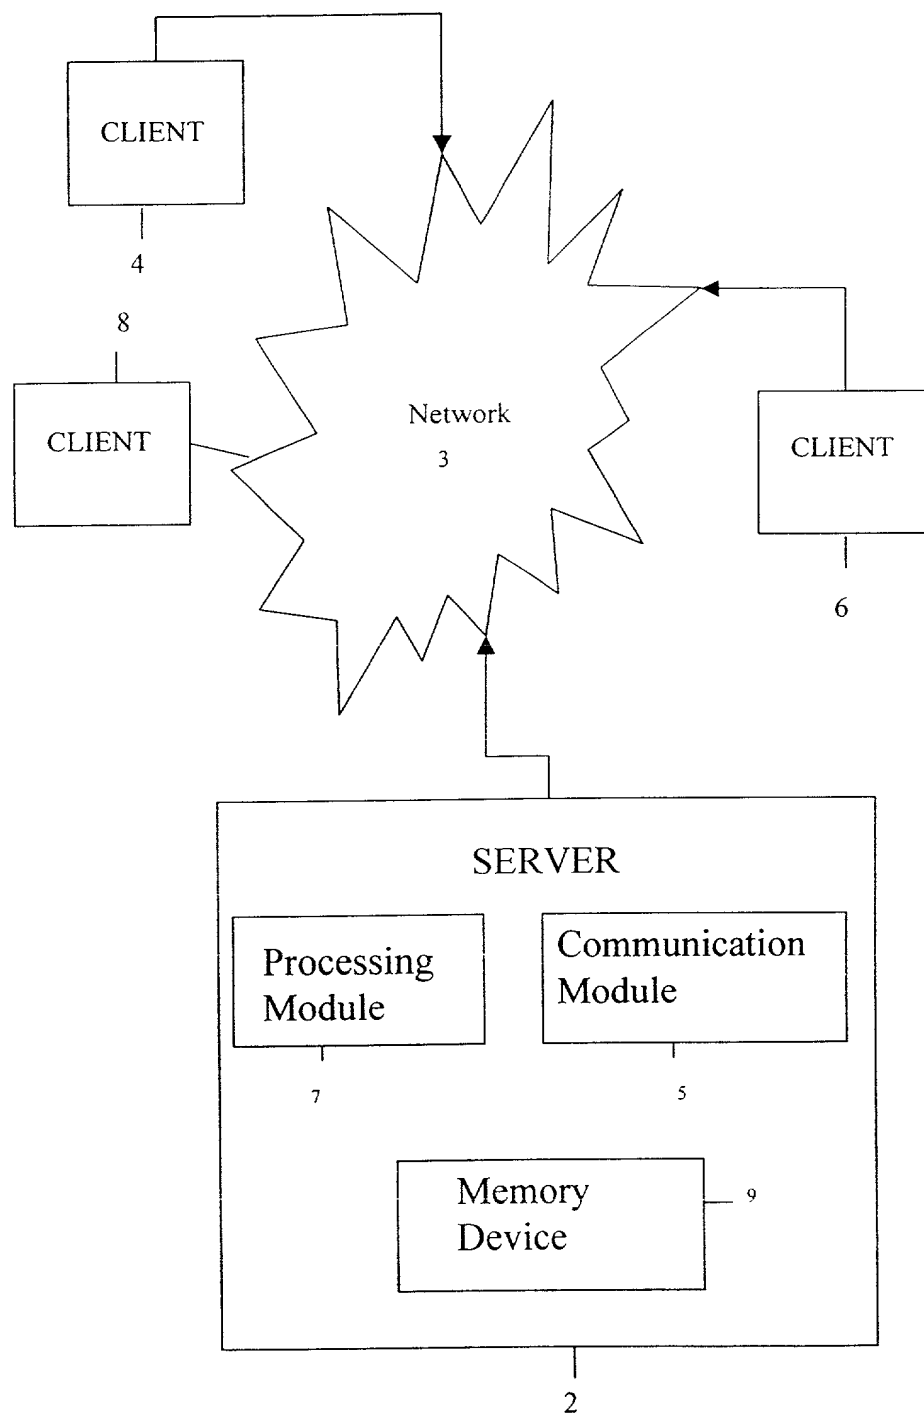 CLIENT
4
8
CLIENT
Network
3
CLIENT
6
SERVER
Processing
Module
7
Communication
Module
5
Memory
Device
9
2